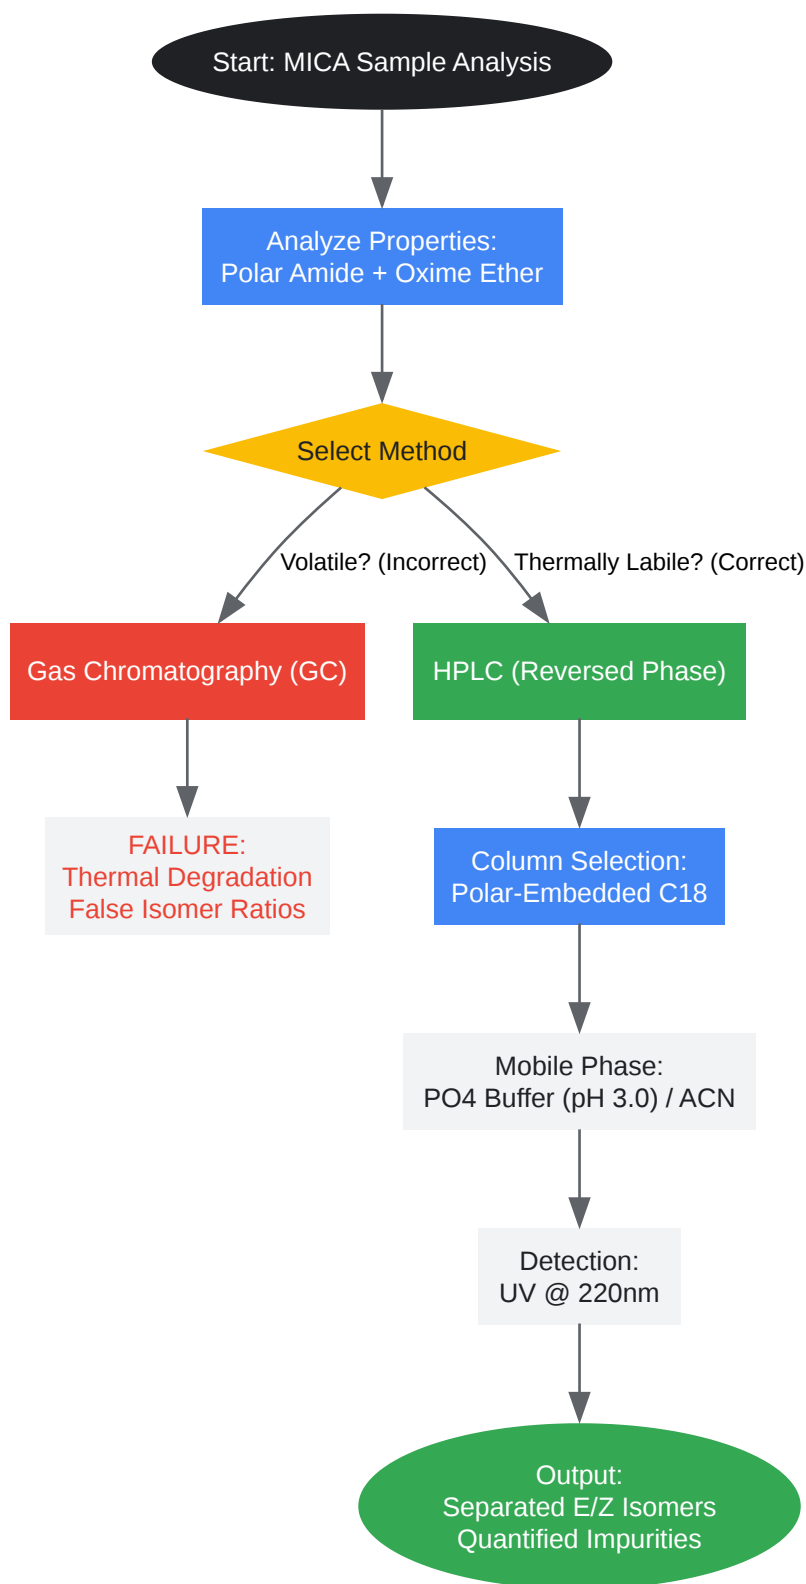 Start: MICA Sample Analysis
Analyze Properties:
Polar Amide + Oxime Ether
Select Method
Volatile? (Incorrect)
Thermally Labile? (Correct)
Gas Chromatography (GC)
HPLC (Reversed Phase)
FAILURE:
Thermal Degradation
False Isomer Ratios
Column Selection:
Polar-Embedded C18
Mobile Phase:
PO4 Buffer (pH 3.0) / ACN
Detection:
UV @ 220nm
Output:
Separated E/Z Isomers
Quantified Impurities